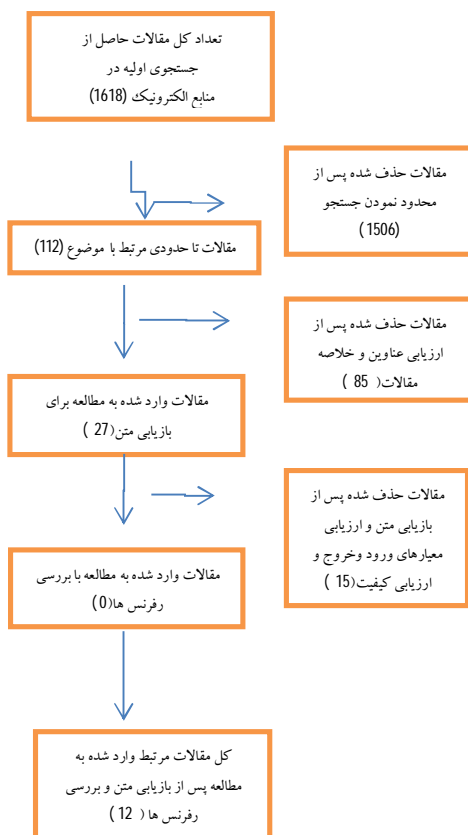 تعداد کل مقالات حاصل از
جستجوی اولیه در
منابع الکترونیک (1618)
مقالات حذف شده پس از
محدود نمودن جستجو
(1506)
مقالات تا حدودی مرتبط با موضوع (112)
مقالات حذف شده پس از
ارزیابی عناوین و خلاصه
مقالات( 85 )
مقالات وارد شده به مطالعه برای
بازیابی متن(27 )
مقالات حذف شده پس از
بازیابی متن و ارزیابی
معیارهای ورود وخروج و
ارزیابی کیفیت(15 )
مقالات وارد شده به مطالعه با بررسی
رفرنس ها(0)
کل مقالات مرتبط وارد شده به
مطالعه پس از بازیابی متن و بررسی
رفرنس ها ( 12 )